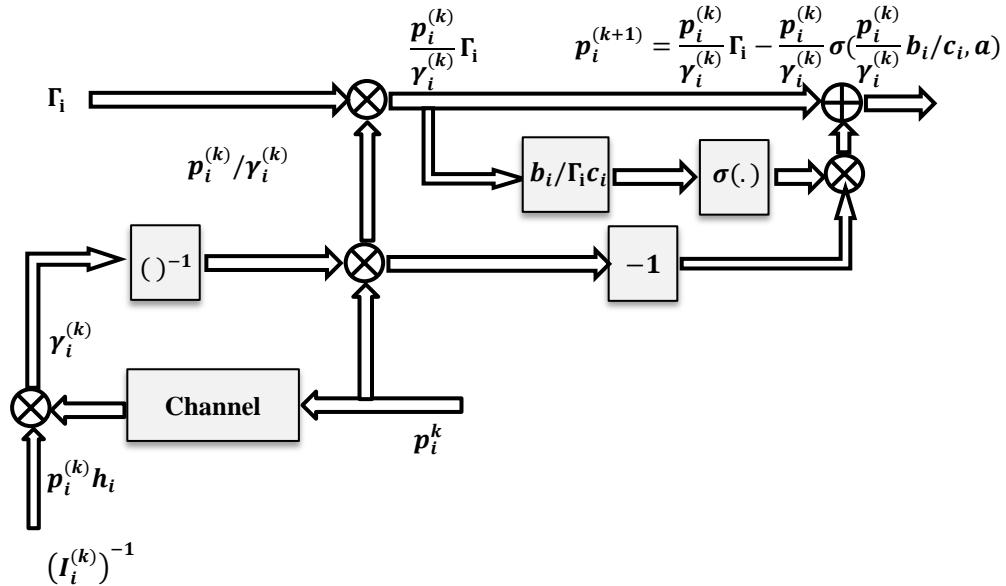 p_i^{(k)}/γ_i^{(k)} Γ_i
p_i^{(k+1)} = p_i^{(k)}/γ_i^{(k)} Γ_i − p_i^{(k)}/γ_i^{(k)} σ(p_i^{(k)}/γ_i^{(k)} b_i/c_i, a)
Γ_i
p_i^{(k)}/γ_i^{(k)}
b_i/Γ_i c_i
σ(.)
( )^{−1}
−1
γ_i^{(k)}
Channel
p_i^k
p_i^{(k)} h_i
(I_i^{(k)})^{−1}